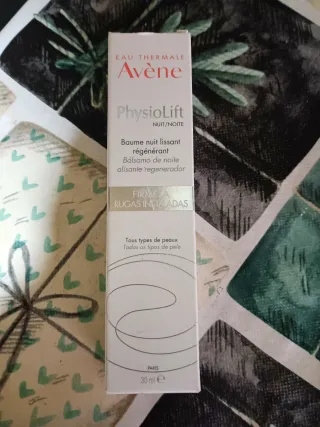 EAU THERMALE
Avène
PhysioLift
NUIT/NOITE
Baume nuit lissant
régénérant
Bálsamo de noite
alisante regenerador
RUGAS
Tous types de peaux
Todos os tipos de pele
PARIS
30 ml e